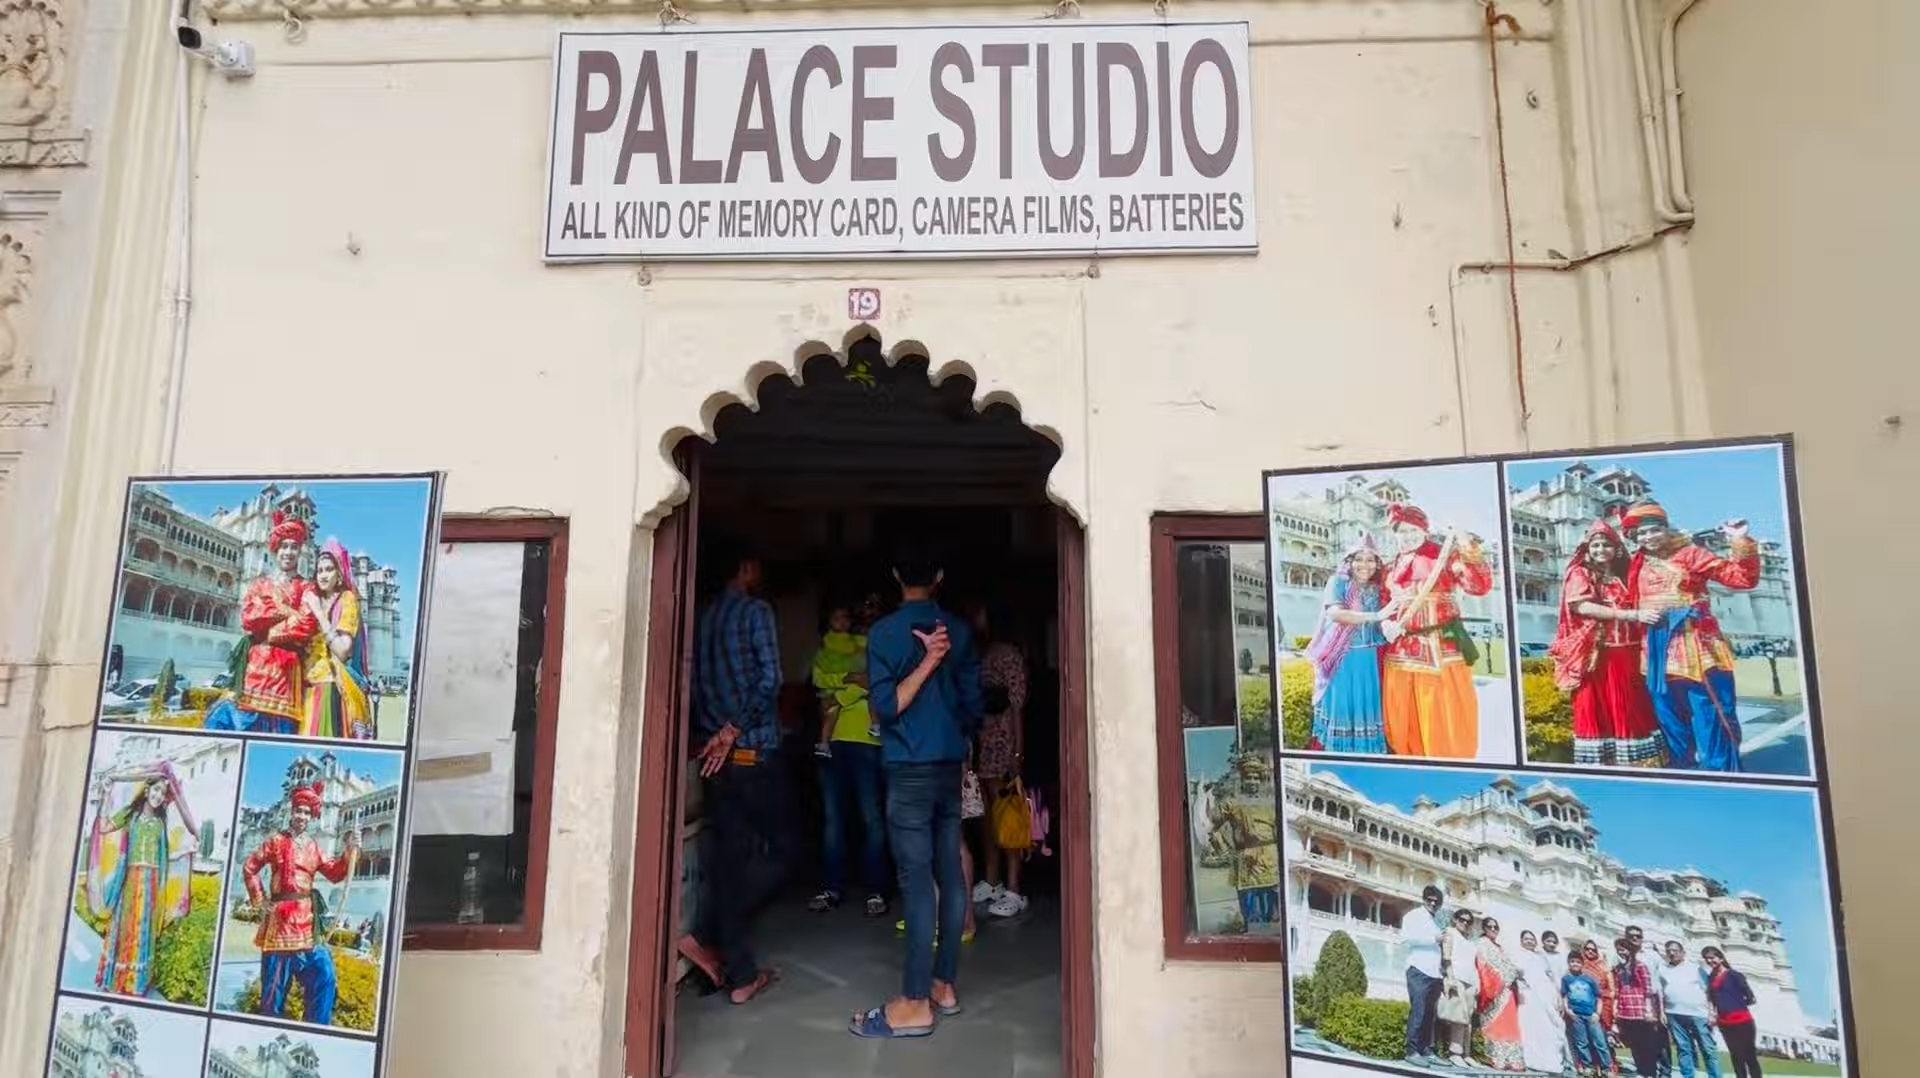 PALACE STUDIO
ALL KIND OF MEMORY CARD, CAMERA FILMS, BATTERIES
19